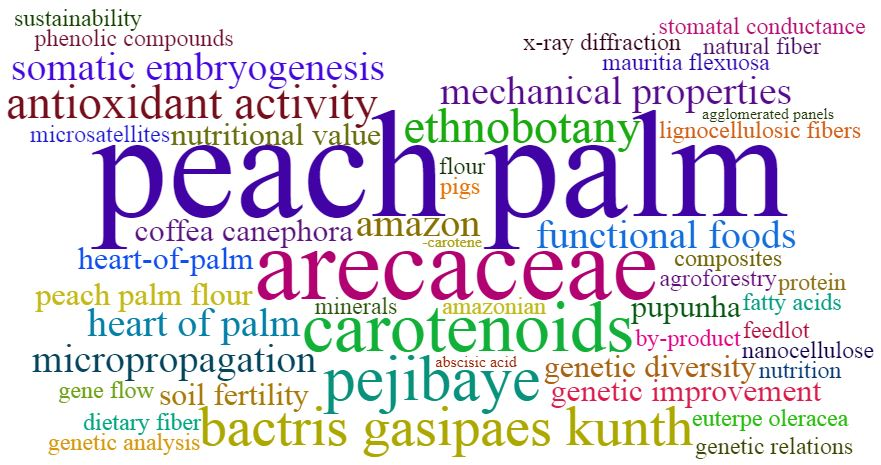 sustainability
stomatal conductance
phenolic compounds
x-ray diffraction
natural fiber
somatic embryogenesis
mauritia flexuosa
antioxidant activity
mechanical properties
agglomerated panels
microsatellites
nutritional value
ethnobotany
lignocellulosic fibers
peach palm
flour
pigs
coffea canephora
amazon
-carotene
functional foods
heart-of-palm
arecaceae
composites
agroforestry
protein
peach palm flour
minerals
amazonian
pupunha
fatty acids
heart of palm
carotenoids
by-product
feedlot
nanocellulose
micropropagation
abscisic acid
genetic diversity
nutrition
gene flow
soil fertility
pejibaye
genetic improvement
dietary fiber
bactris gasipaes kunth
euterpe oleracea
genetic analysis
genetic relations